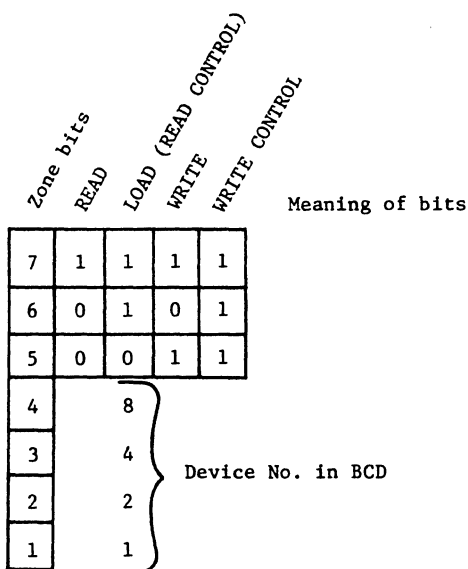 Zone bits READ LOAD (READ CONTROL) WRITE WRITE CONTROL
Meaning of bits
7 1 1 1 1
6 0 1 0 1
5 0 0 1 1
4 8
3 4
Device No. in BCD
2 2
1 1